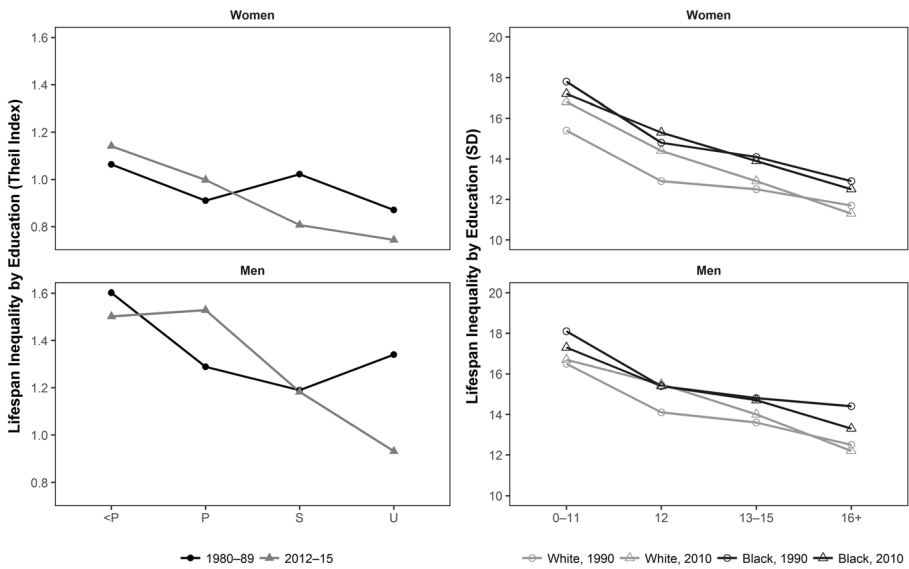 Women
Lifespan Inequality by Education (Theil Index)
1.6
1.4
1.2
1.0
0.8
Men
1.6
1.4
1.2
1.0
0.8
<P P S U
1980–89 2012–15
Women
Lifespan Inequality by Education (SD)
20
18
16
14
12
10
Men
20
18
16
14
12
10
0–11 12 13–15 16+
White, 1990 White, 2010 Black, 1990 Black, 2010